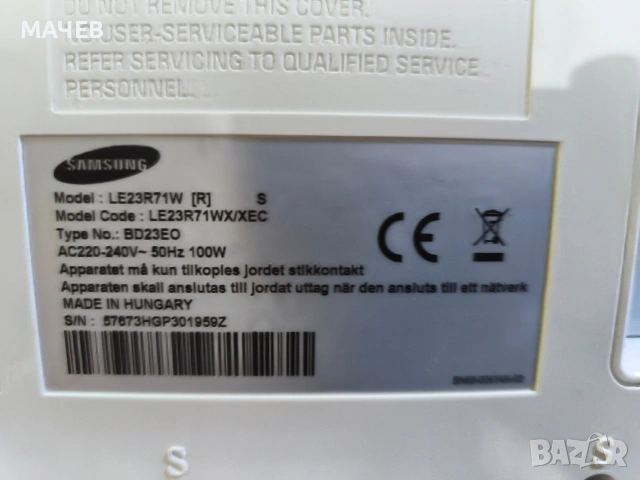 МАЧЕВ
DO NOT REMOVE THIS COVER.
NO USER-SERVICEABLE PARTS INSIDE.
REFER SERVICING TO QUALIFIED SERVICE
PERSONNEL.
SAMSUNG
Model : LE23R71W [R] S
Model Code : LE23R71WX/XEC
Type No.: BD23EO
AC220-240V~ 50Hz 100W
Apparatet må kun tilkoples jordet stikkontakt
Apparaten skall anslutas till jordat uttag när den ansluts till ett nätverk
MADE IN HUNGARY
S/N : 57673HGP301959Z
CE
S
S
bazar.bg